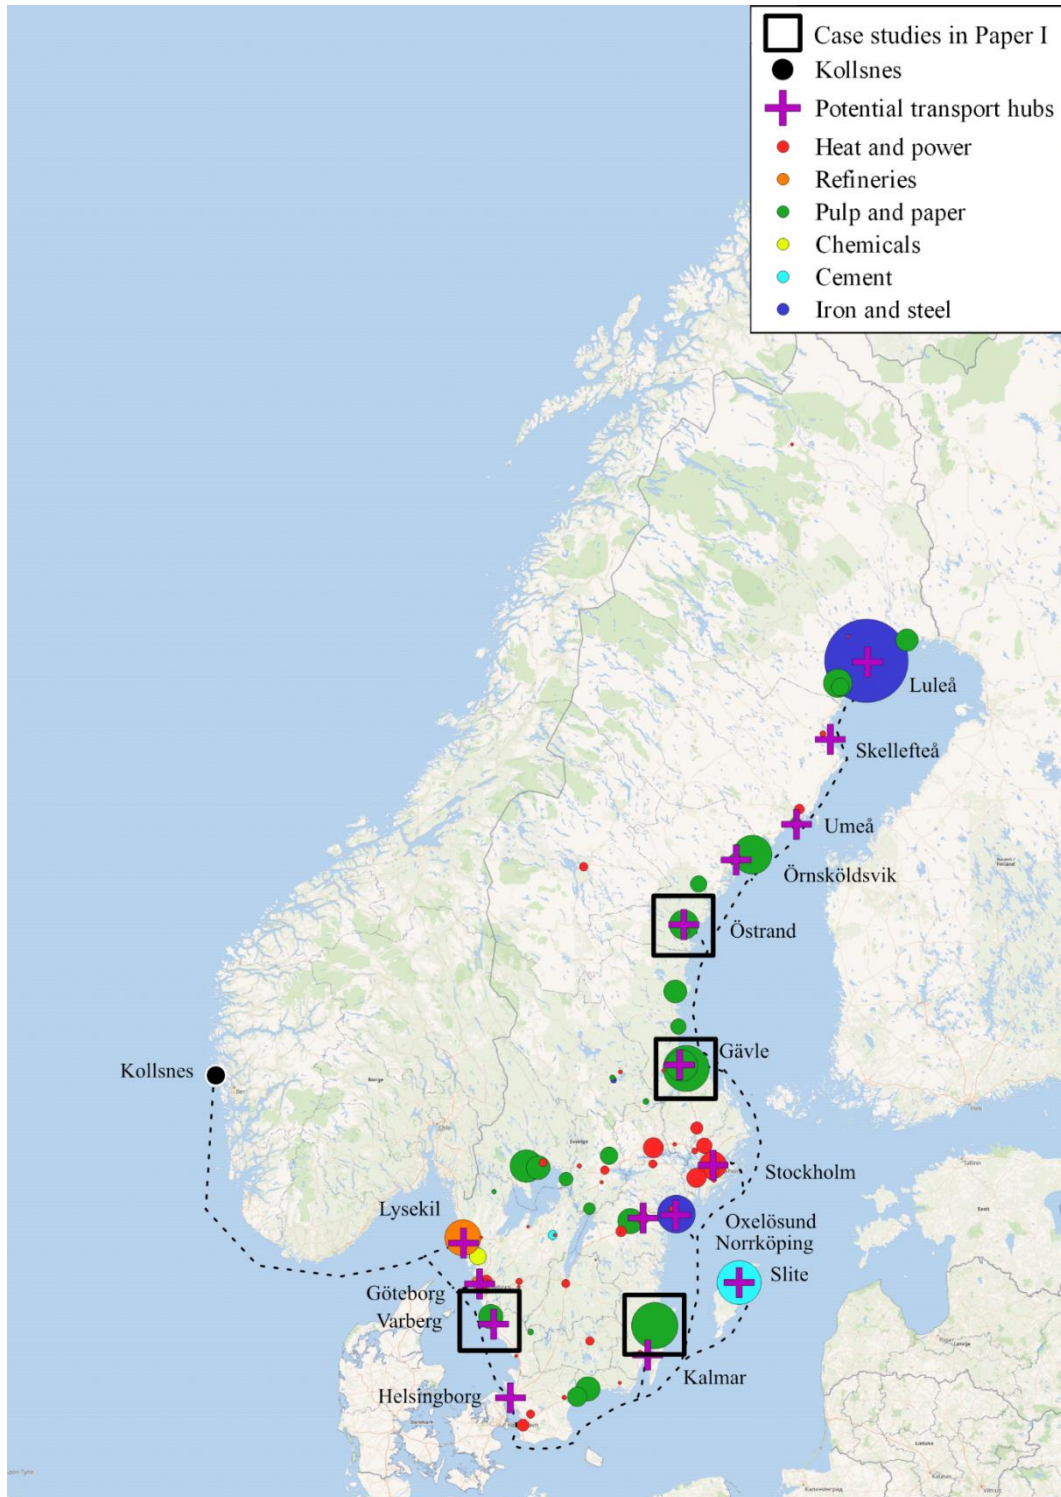 Case studies in Paper I
Kollsnes
Potential transport hubs
Heat and power
Refineries
Pulp and paper
Chemicals
Cement
Iron and steel
Luleå
Skellefteå
Umeå
Örnsköldsvik
Östrand
Gävle
Kollsnes
Stockholm
Lysekil
Oxelösund
Norrköping
Slite
Göteborg
Varberg
Kalmar
Helsingborg